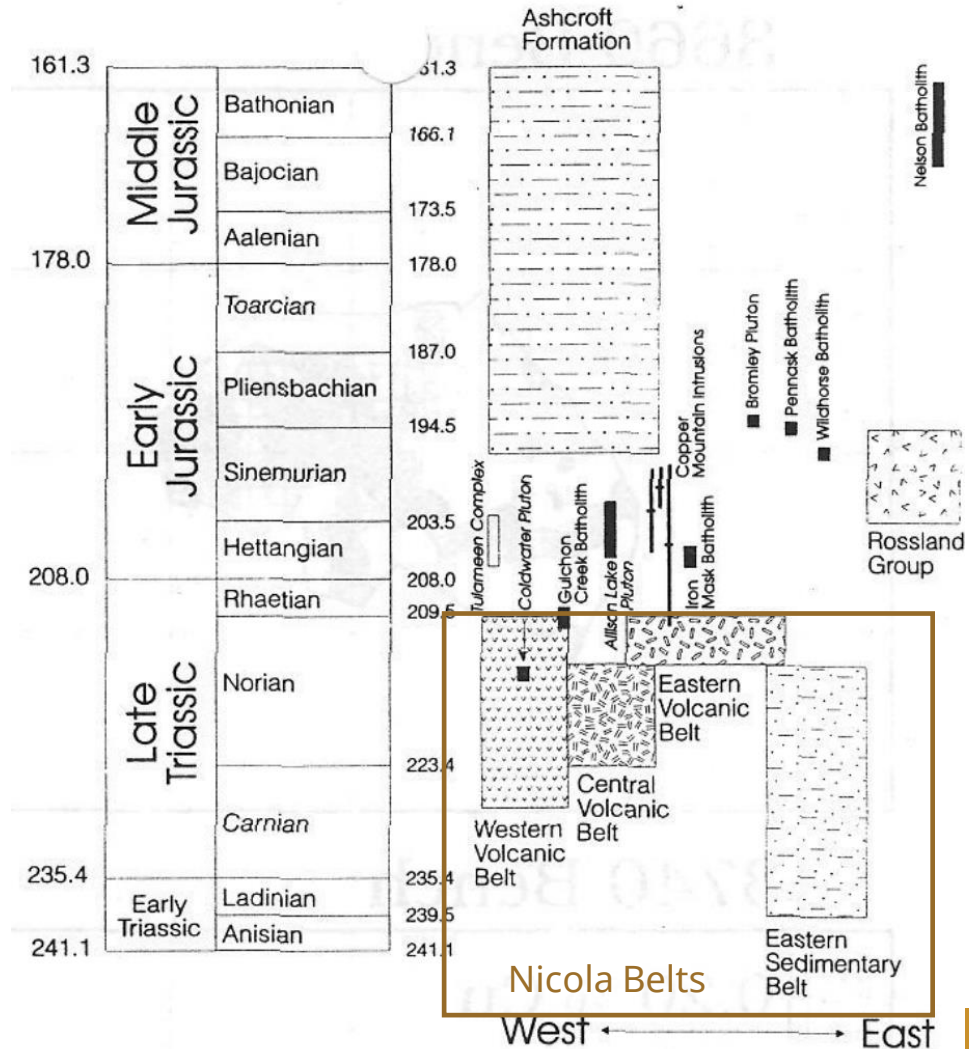 Ashcroft
Formation
161.3
61.3
Middle
Jurassic
Bathonian
166.1
Bajocian
173.5
Aalenian
178.0
178.0
Early
Jurassic
Toarcian
187.0
Pliensbachian
194.5
Sinemurian
203.5
Hettangian
208.0
208.0
Late
Triassic
Rhaetian
209.5
Norian
223.4
Carnian
235.4
235.4
Early
Triassic
Ladinian
239.5
Anisian
241.1
241.1
Nelson Batholith
Bromley Pluton
Pennask Batholith
Wildhorse Batholith
Copper
Mountain Intrusions
Tulameen Complex
Coldwater Pluton
Guichon
Creek Batholith
Allison Lake
Pluton
Iron
Mask Batholith
Rossland
Group
Eastern
Volcanic
Belt
Central
Volcanic
Belt
Western
Volcanic
Belt
Eastern
Sedimentary
Belt
Nicola Belts
West
East